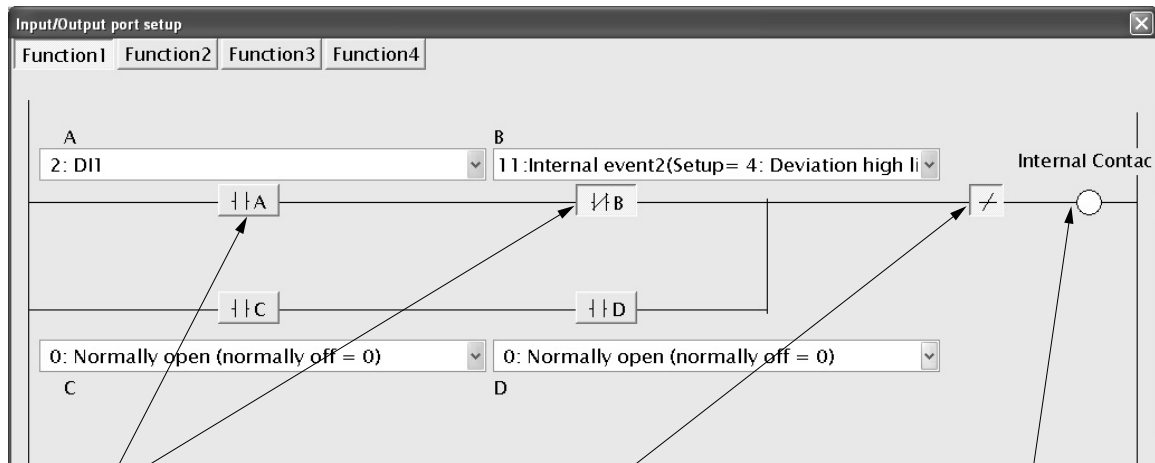 Input/Output port setup
Function1 Function2 Function3 Function4
A B
2: DI1 11:Internal event2(Setup= 4: Deviation high li
Internal Contac
A B
C D
0: Normally open (normally off = 0) 0: Normally open (normally off = 0)
C D